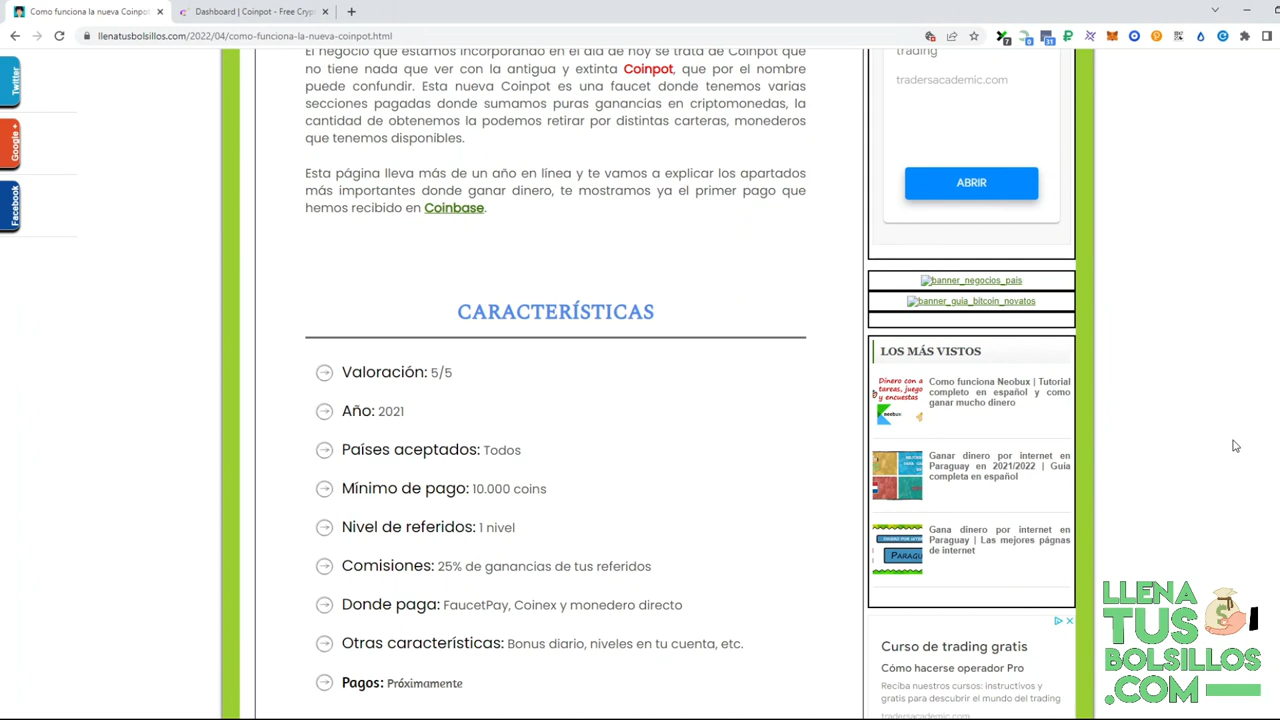 Como funciona la nueva Coinpot
Dashboard | Coinpot - Free Crypt
llenatusbolsillos.com/2022/04/como-funciona-la-nueva-coinpot.html
Twitter
Google +
Facebook
El negocio que estamos incorporando en el día de hoy se trata de Coinpot que
no tiene nada que ver con la antigua y extinta Coinpot, que por el nombre
puede confundir. Esta nueva Coinpot es una faucet donde tenemos varias
secciones pagadas donde sumamos puras ganancias en criptomonedas, la
cantidad de obtenemos la podemos retirar por distintas carteras, monederos
que tenemos disponibles.
Esta página lleva más de un año en línea y te vamos a explicar los apartados
más importantes donde ganar dinero, te mostramos ya el primer pago que
hemos recibido en Coinbase.
CARACTERÍSTICAS
Valoración: 5/5
Año: 2021
Países aceptados: Todos
Mínimo de pago: 10.000 coins
Nivel de referidos: 1 nivel
Comisiones: 25% de ganancias de tus referidos
Donde paga: FaucetPay, Coinex y monedero directo
Otras características: Bonus diario, niveles en tu cuenta, etc.
Pagos: Próximamente
trading
tradersacademic.com
ABRIR
banner_negocios_pais
banner_guia_bitcoin_novatos
LOS MÁS VISTOS
Dinero con a
tareas, juego
y encuestas
neobux
Como funciona Neobux | Tutorial
completo en español y como
ganar mucho dinero
Ganar dinero por internet en
Paraguay en 2021/2022 | Guia
completa en español
Paragu
Gana dinero por internet en
Paraguay | Las mejores págnas
de internet
Curso de trading gratis
Cómo hacerse operador Pro
Reciba nuestros cursos: instructivos y
gratis para descubrir el mundo del trading
tradersacademic.com
LLENA
TUS
BOLSILLOS
.COM